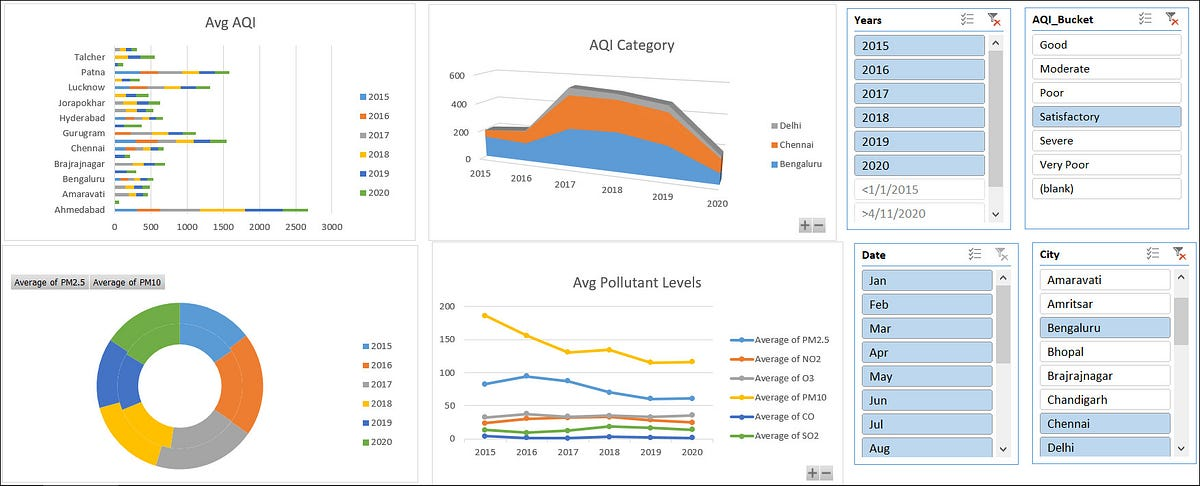 Avg AQI
Talcher
Patna
Lucknow
Jorapokhar
Hyderabad
Gurugram
Chennai
Brajrajnagar
Bengaluru
Amaravati
Ahmedabad
0 500 1000 1500 2000 2500 3000
2015
2016
2017
2018
2019
2020
AQI Category
600
400
200
0
2015 2016 2017 2018 2019 2020
Delhi
Chennai
Bengaluru
Years
2015
2016
2017
2018
2019
2020
<1/1/2015
>4/11/2020
AQI_Bucket
Good
Moderate
Poor
Satisfactory
Severe
Very Poor
(blank)
Average of PM2.5 Average of PM10
2015
2016
2017
2018
2019
2020
Avg Pollutant Levels
200
150
100
50
0
2015 2016 2017 2018 2019 2020
Average of PM2.5
Average of NO2
Average of O3
Average of PM10
Average of CO
Average of SO2
Date
Jan
Feb
Mar
Apr
May
Jun
Jul
Aug
City
Amaravati
Amritsar
Bengaluru
Bhopal
Brajrajnagar
Chandigarh
Chennai
Delhi